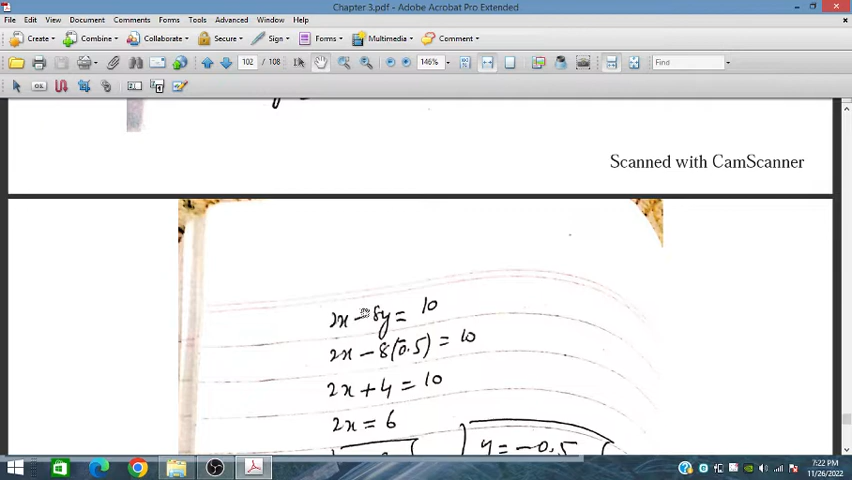 Chapter 3.pdf - Adobe Acrobat Pro Extended
File Edit View Document Comments Forms Tools Advanced Window Help
Create Combine Collaborate Secure Sign Forms Multimedia Comment
102 / 108 146% Find
Scanned with CamScanner
2x - 8y = 10
2x - 8(-0.5) = 10
2x + 4 = 10
2x = 6
y = -0.5
7:22 PM
11/26/2022